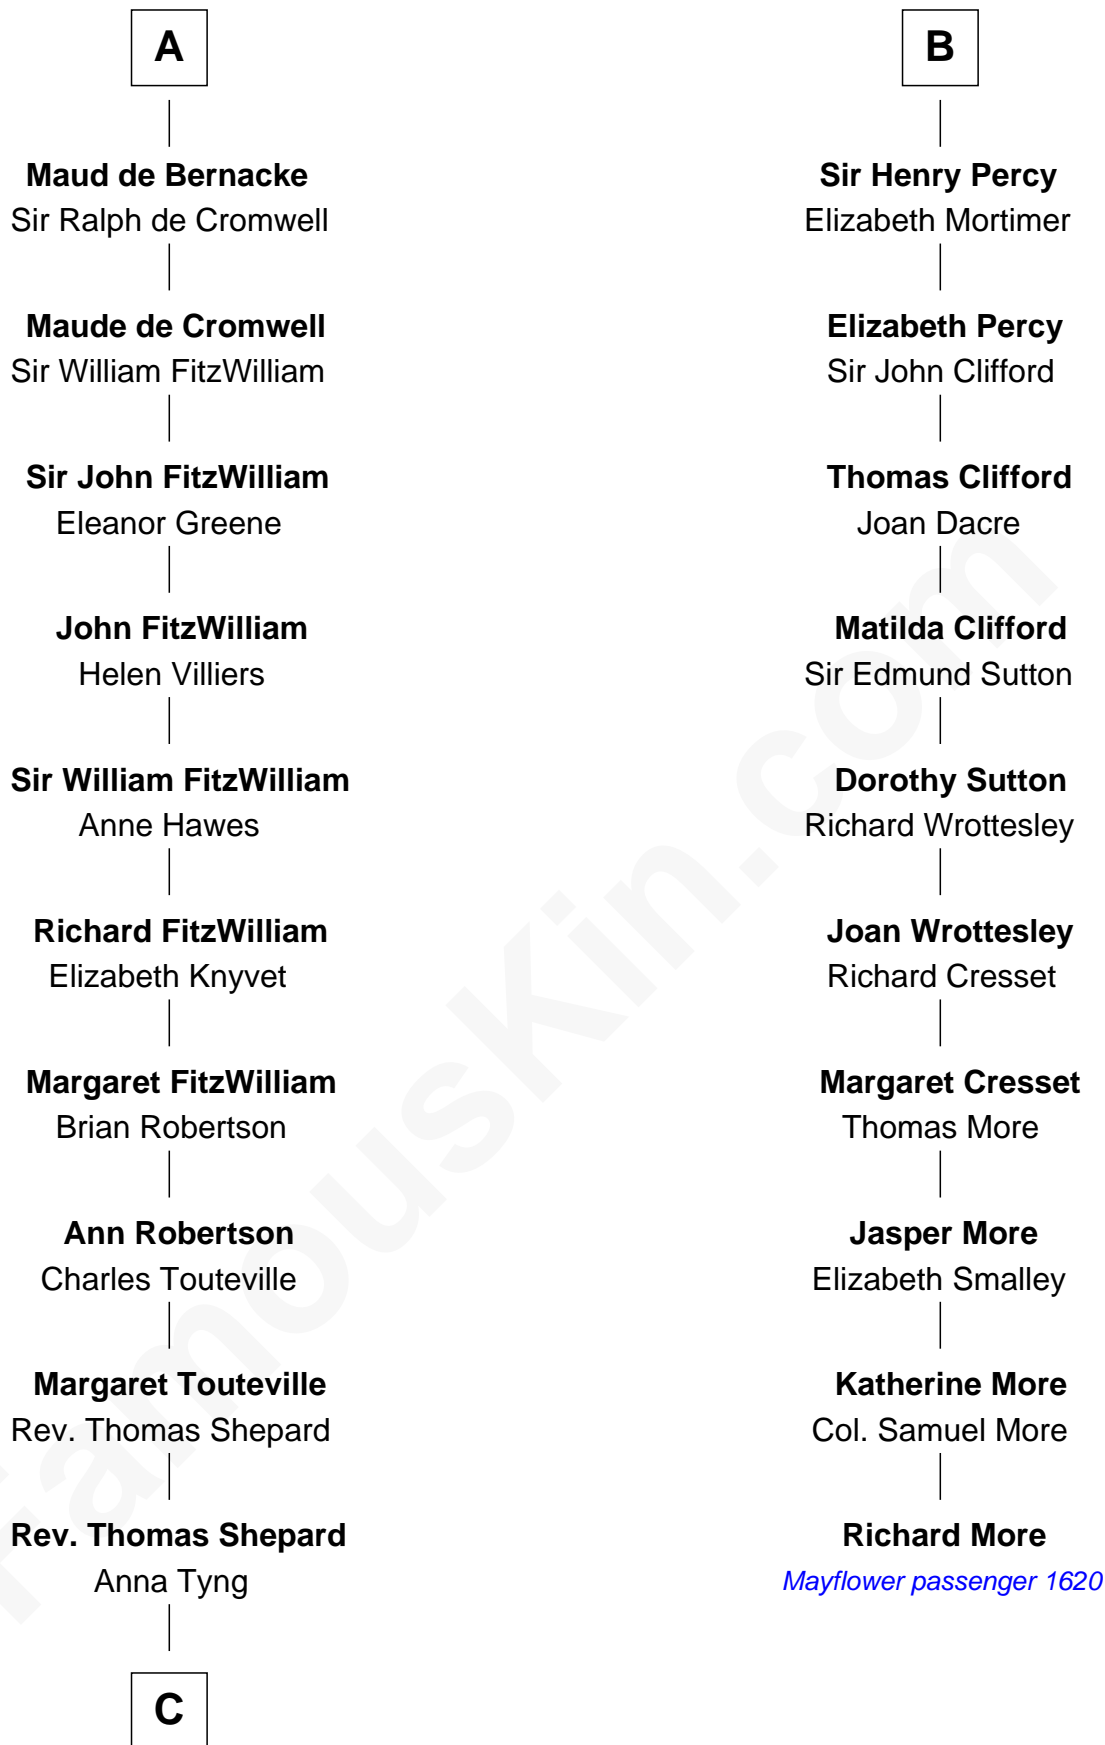 A
Maud de Bernacke
Sir Ralph de Cromwell
Maude de Cromwell
Sir William FitzWilliam
Sir John FitzWilliam
Eleanor Greene
John FitzWilliam
Helen Villiers
Sir William FitzWilliam
Anne Hawes
Richard FitzWilliam
Elizabeth Knyvet
Margaret FitzWilliam
Brian Robertson
Ann Robertson
Charles Touteville
Margaret Touteville
Rev. Thomas Shepard
Rev. Thomas Shepard
Anna Tyng
C
B
Sir Henry Percy
Elizabeth Mortimer
Elizabeth Percy
Sir John Clifford
Thomas Clifford
Joan Dacre
Matilda Clifford
Sir Edmund Sutton
Dorothy Sutton
Richard Wrottesley
Joan Wrottesley
Richard Cresset
Margaret Cresset
Thomas More
Jasper More
Elizabeth Smalley
Katherine More
Col. Samuel More
Richard More
Mayflower passenger 1620
FamousKin.com